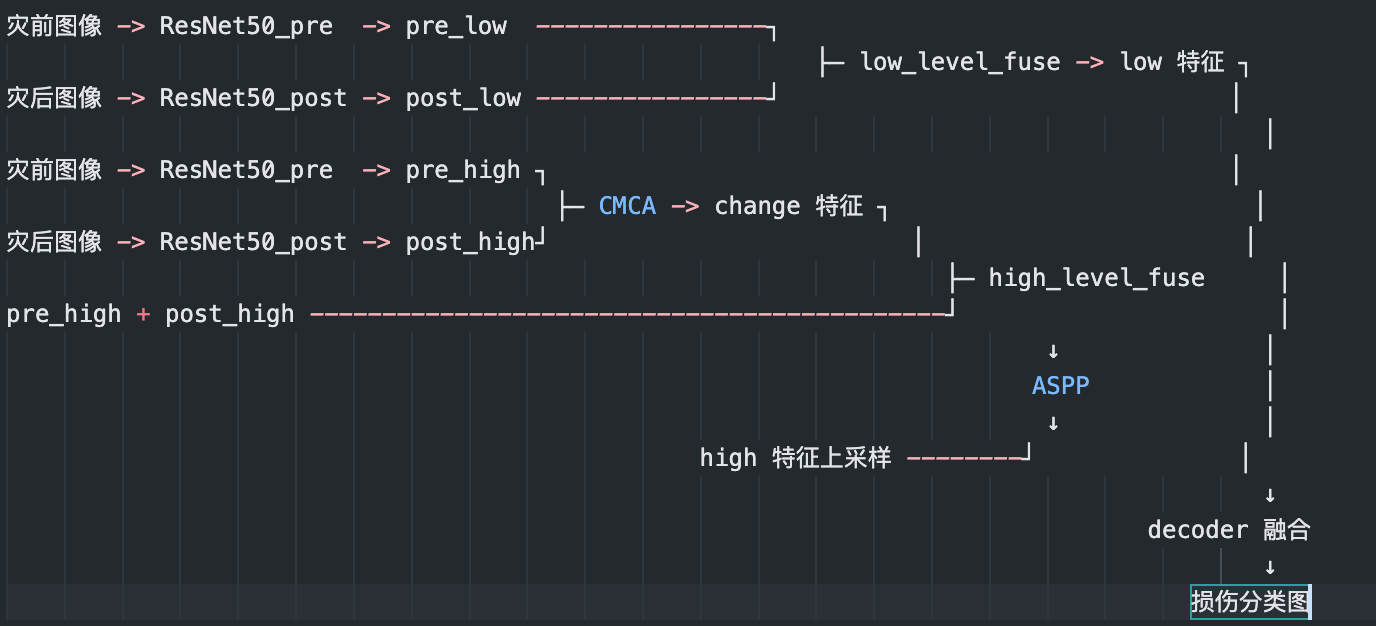 灾前图像 —> ResNet50_pre —> pre_low ————————————————┐
├— low_level_fuse —> low 特征 ┐
灾后图像 —> ResNet50_post —> post_low ————————————————┘ │
│
灾前图像 —> ResNet50_pre —> pre_high ┐ │
├— CMCA —> change 特征 ┐ │
灾后图像 —> ResNet50_post —> post_high┘ │ │
├— high_level_fuse │
pre_high + post_high ————————————————————————————————————————————┘ │
↓ │
ASPP │
↓ │
high 特征上采样 ————————┘ │
↓
decoder 融合
↓
损伤分类图